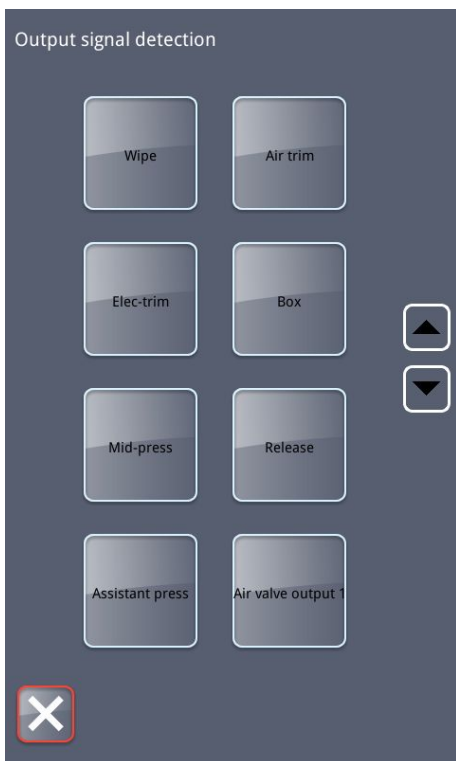 Output signal detection
Wipe
Air trim
Elec-trim
Box
Mid-press
Release
Assistant press
Air valve output 1